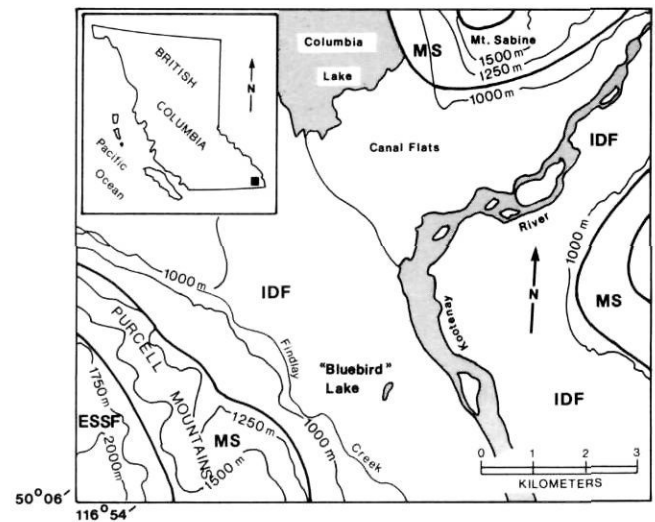 BRITISH
COLUMBIA
N
Pacific
Ocean
Columbia
Lake
MS
Mt. Sabine
1500 m
1250 m
1000 m
Canal Flats
IDF
River
Kootenay
N
1000 m
MS
IDF
1000 m
IDF
Findlay
Creek
"Bluebird"
Lake
PURCELL
MOUNTAINS
1750 m
ESSF
2000 m
MS
1250 m
1500 m
1000 m
0 1 2 3
KILOMETERS
50°06'
116°54'